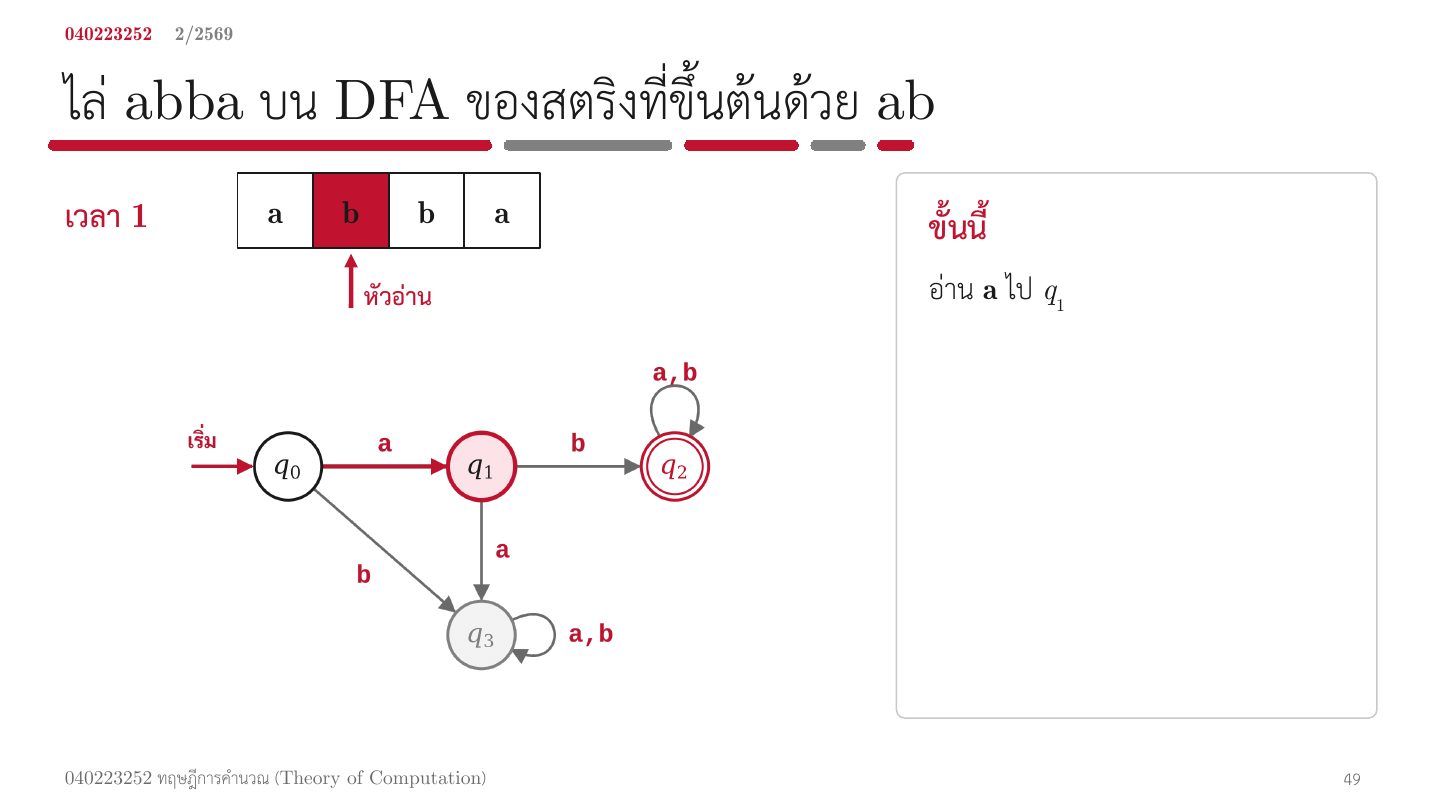 040223252 2/2569
ไล่ abba บน DFA ของสตริงที่ขึ้นต้นด้วย ab
เวลา 1
a b b a
หัวอ่าน
ขั้นนี้
อ่าน a ไป q₁
a,b
เริ่ม
a
b
q₀
q₁
q₂
a
b
q₃
a,b
040223252 ทฤษฎีการคำนวณ (Theory of Computation)
49